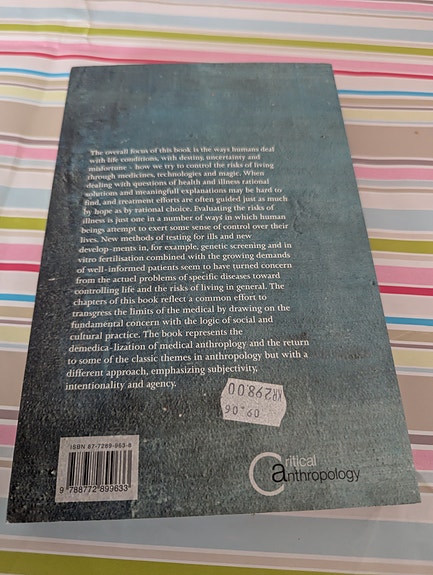 The overall focus of this book is the ways humans deaf
with life conditions, with destiny, uncertainty and
misfortune - how we try to control the risks of living
through medicines, technologies and magic. When
dealing with questions of health and illness rational
solutions and meaningfull explanations may be hard to
find, and treatment efforts are often guided just as much
by hope as by rational choice. Evaluating the risks of
illness is just one in a number of ways in which human
beings attempt to exert some sense of control over their
lives. New methods of testing for ills and new
develop-ments in, for example, genetic screening and in
vitro fertilisation combined with the growing demands
of well-informed patients seem to have turned concern
from the actuel problems of specific diseases toward
controlling life and the risks of living in general. The
chapters of this book reflect a common effort to
transgress the limits of the medical by drawing on the
fundamental concern with the logic of social and
cultural practice. The book represents the
demedica-lization of medical anthroplogy and the return
to some of the classic themes in anthropology but with a
different approach, emphasizing subjectivity,
intentionality and agency.
KR298.00
09-06
ISBN 87-7289-963-8
9 788772 899633
Critical
anthropology